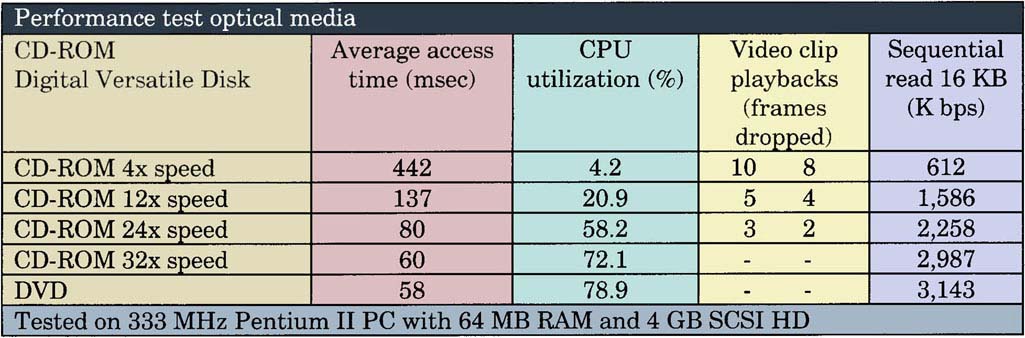 Performance test optical media
CD-ROM Average access CPU Video clip Sequential
Digital Versatile Disk time (msec) utilization (%) playbacks read 16 KB
(frames (K bps)
dropped)
CD-ROM 4x speed 442 4.2 10 8 612
CD-ROM 12x speed 137 20.9 5 4 1,586
CD-ROM 24x speed 80 58.2 3 2 2,258
CD-ROM 32x speed 60 72.1 - - 2,987
DVD 58 78.9 - - 3,143
Tested on 333 MHz Pentium II PC with 64 MB RAM and 4 GB SCSI HD